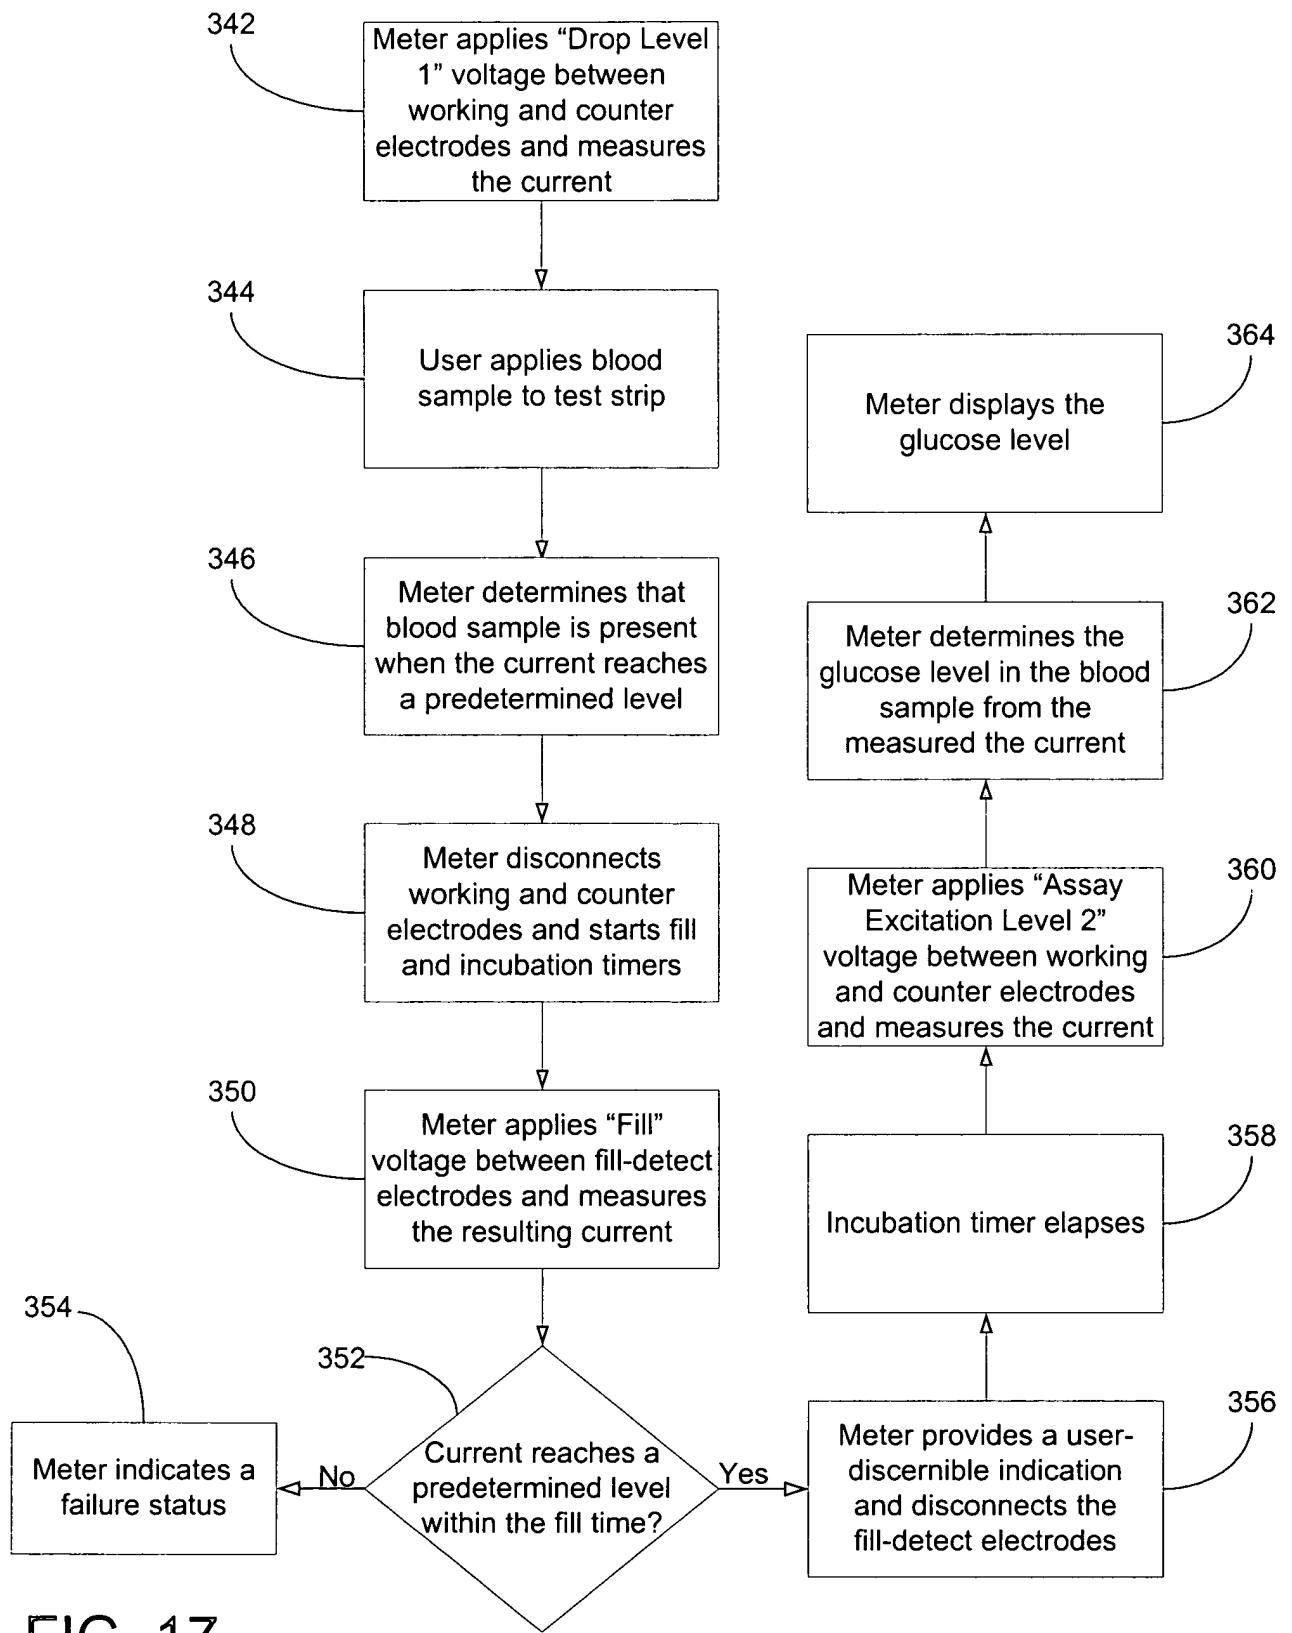 342
Meter applies “Drop Level
1” voltage between
working and counter
electrodes and measures
the current
344
User applies blood
sample to test strip
346
Meter determines that
blood sample is present
when the current reaches
a predetermined level
348
Meter disconnects
working and counter
electrodes and starts fill
and incubation timers
350
Meter applies “Fill”
voltage between fill-detect
electrodes and measures
the resulting current
352
Current reaches a
predetermined level
within the fill time?
No
354
Meter indicates a
failure status
Yes
356
Meter provides a user-
discernible indication
and disconnects the
fill-detect electrodes
358
Incubation timer elapses
360
Meter applies “Assay
Excitation Level 2”
voltage between working
and counter electrodes
and measures the current
362
Meter determines the
glucose level in the blood
sample from the
measured the current
364
Meter displays the
glucose level
FIG. 17